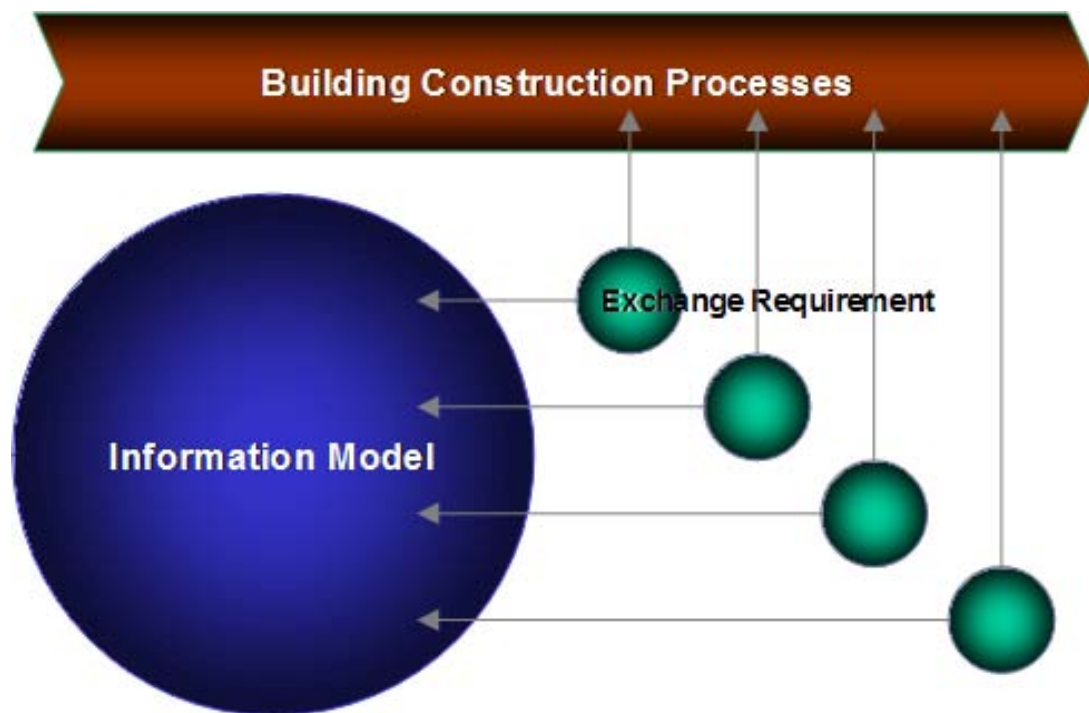 Building Construction Processes
Exchange Requirement
Information Model